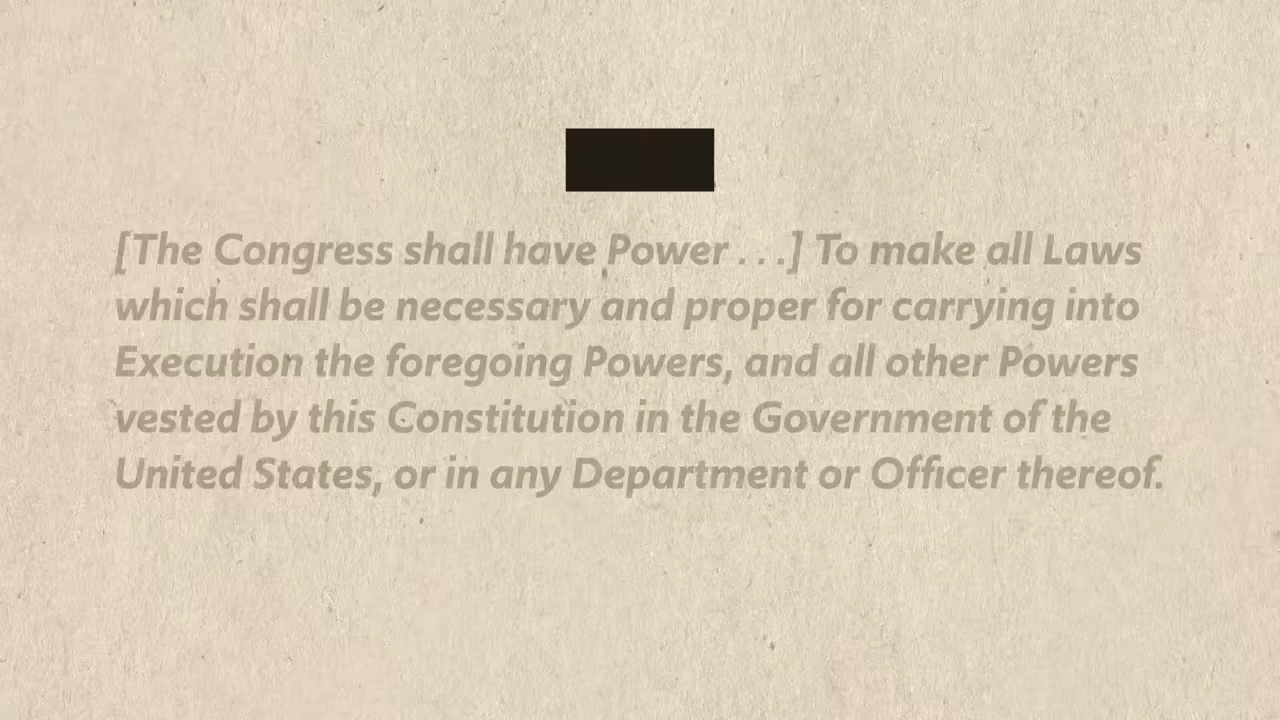 [The Congress shall have Power . . .] To make all Laws
which shall be necessary and proper for carrying into
Execution the foregoing Powers, and all other Powers
vested by this Constitution in the Government of the
United States, or in any Department or Officer thereof.